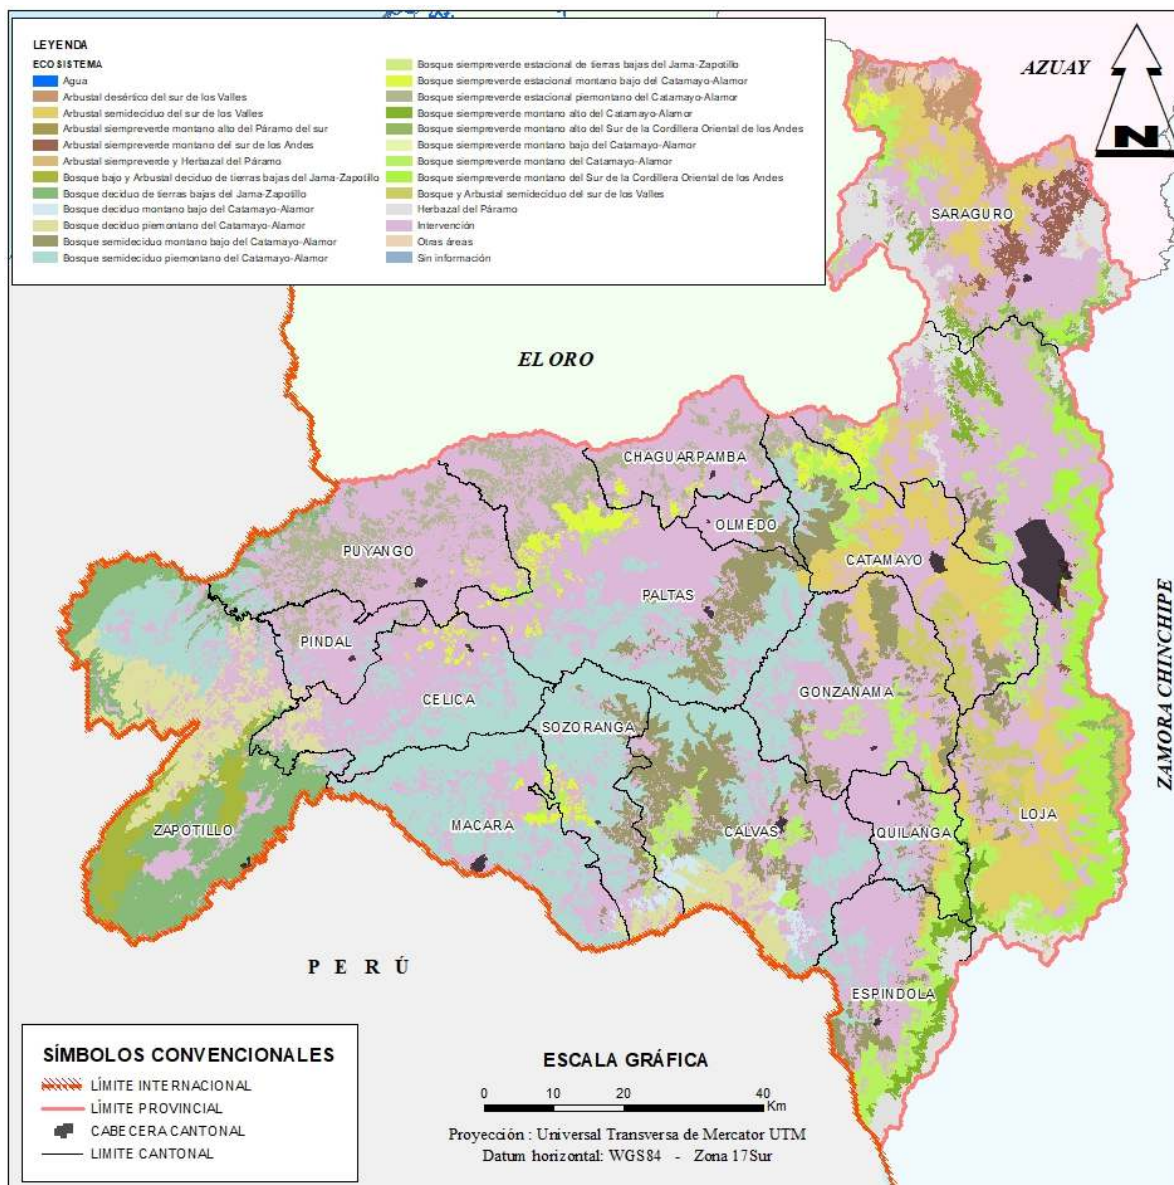 LEYENDA
ECOSISTEMA
Agua
Arbustal desértico del sur de los Valles
Arbustal semideciduo del sur de los Valles
Arbustal siempreverde montano alto del Páramo del sur
Arbustal siempreverde montano del sur de los Andes
Arbustal siempreverde y Herbazal del Páramo
Bosque bajo y Arbustal deciduo de tierras bajas del Jama-Zapotillo
Bosque deciduo de tierras bajas del Jama-Zapotillo
Bosque deciduo montano bajo del Catamayo-Alamor
Bosque deciduo piemontano del Catamayo-Alamor
Bosque semideciduo montano bajo del Catamayo-Alamor
Bosque semideciduo piemontano del Catamayo-Alamor
Bosque siempreverde estacional de tierras bajas del Jama-Zapotillo
Bosque siempreverde estacional montano bajo del Catamayo-Alamor
Bosque siempreverde estacional piemontano del Catamayo-Alamor
Bosque siempreverde montano alto del Catamayo-Alamor
Bosque siempreverde montano alto del Sur de la Cordillera Oriental de los Andes
Bosque siempreverde montano bajo del Catamayo-Alamor
Bosque siempreverde montano del Catamayo-Alamor
Bosque siempreverde montano del Sur de la Cordillera Oriental de los Andes
Bosque y Arbustal semideciduo del sur de los Valles
Herbazal del Páramo
Intervención
Otras áreas
Sin información
AZUAY
N
SARAGURO
EL ORO
CHAGUARPAMBA
OLMEDO
PUYANGO
CATAMAYO
PALTAS
PINDAL
CELICA
SOZORANGA
GONZANAMA
ZAMORA CHINCHIPE
ZAPOTILLO
MACARA
CALVAS
QUILANGA
LOJA
PERÚ
ESPINDOLA
SÍMBOLOS CONVENCIONALES
LÍMITE INTERNACIONAL
LÍMITE PROVINCIAL
CABECERA CANTONAL
LIMITE CANTONAL
ESCALA GRÁFICA
0 10 20 40
Km
Proyección : Universal Transversa de Mercator UTM
Datum horizontal: WGS84 - Zona 17Sur